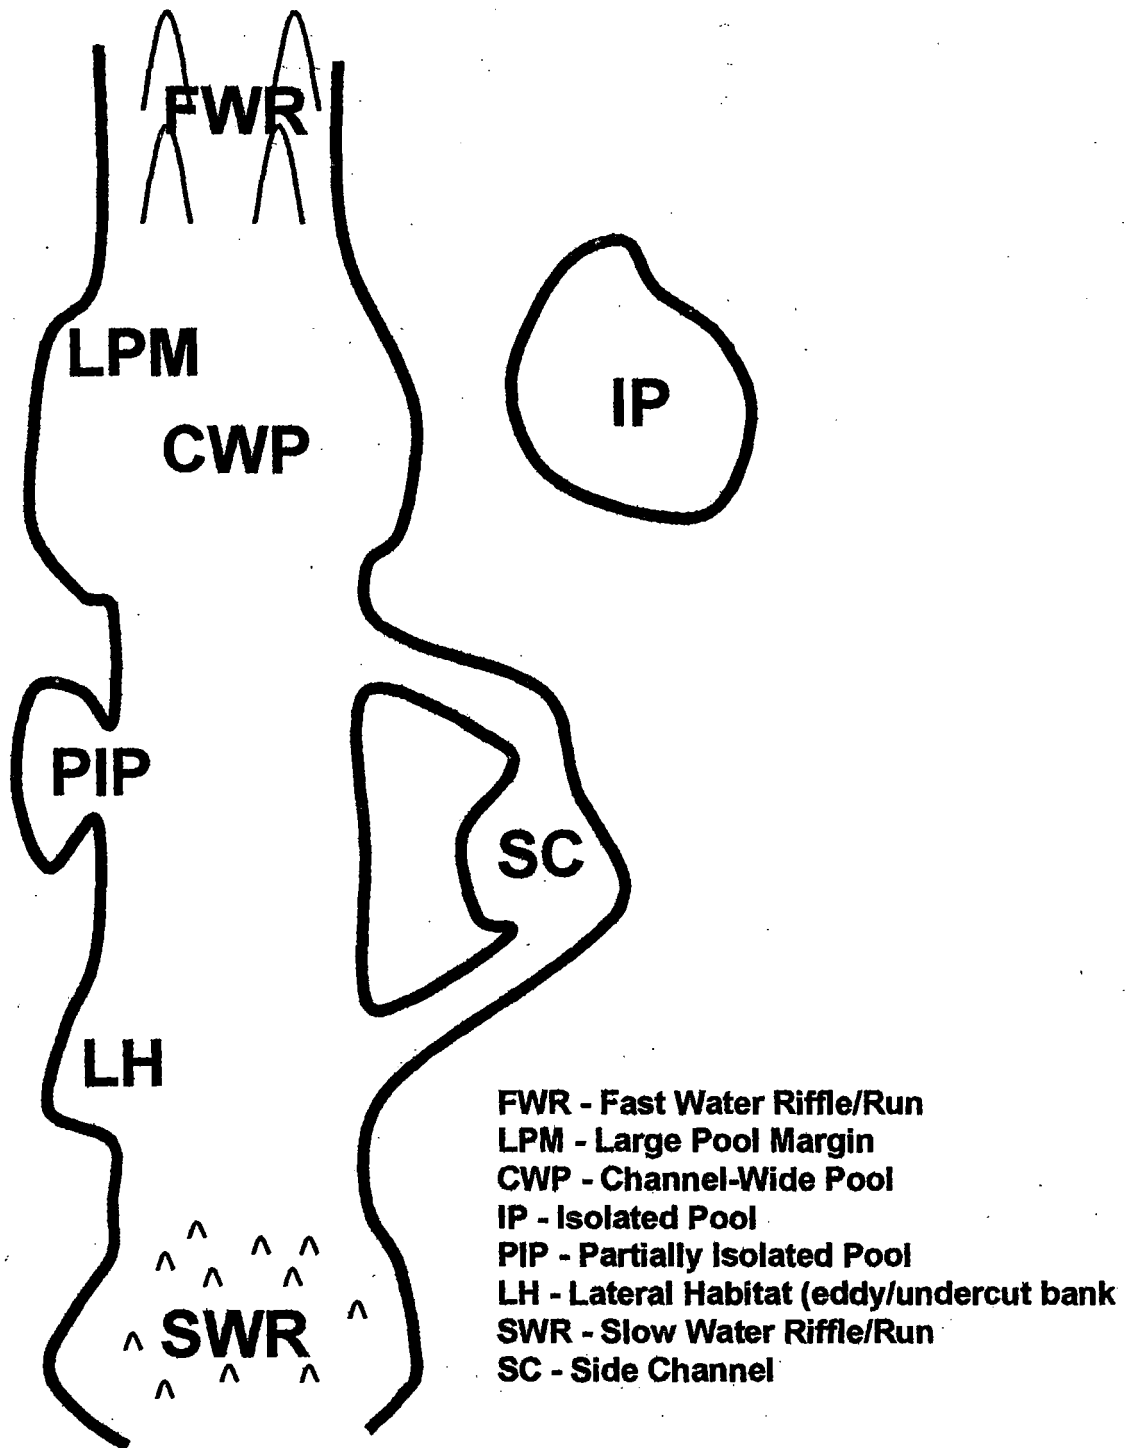 FWR
LPM
CWP
IP
PIP
SC
LH
SWR
FWR - Fast Water Riffle/Run
LPM - Large Pool Margin
CWP - Channel-Wide Pool
IP - Isolated Pool
PIP - Partially Isolated Pool
LH - Lateral Habitat (eddy/undercut bank
SWR - Slow Water Riffle/Run
SC - Side Channel